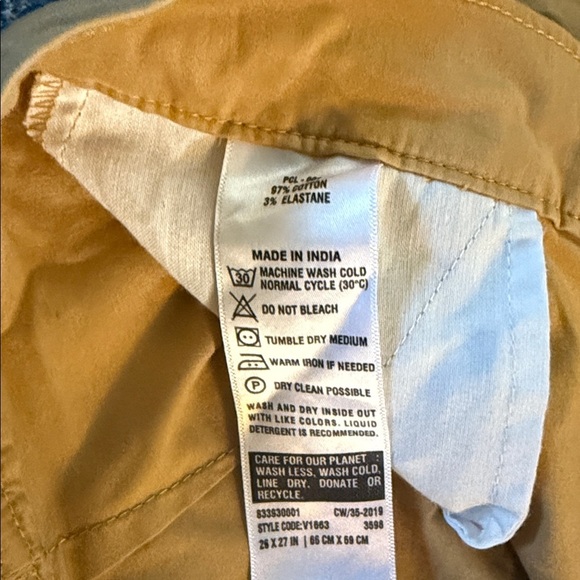 97% COTTON
3% ELASTANE
MADE IN INDIA
30 MACHINE WASH COLD
NORMAL CYCLE (30°C)
DO NOT BLEACH
TUMBLE DRY MEDIUM
WARM IRON IF NEEDED
P DRY CLEAN POSSIBLE
WASH AND DRY INSIDE OUT
WITH LIKE COLORS. LIQUID
DETERGENT IS RECOMMENDED.
CARE FOR OUR PLANET :
WASH LESS, WASH COLD,
LINE DRY, DONATE OR
RECYCLE.
833930001 CW/35-2019
STYLE CODE:V1663 3598
26 X 27 IN | 66 CM X 69 CM